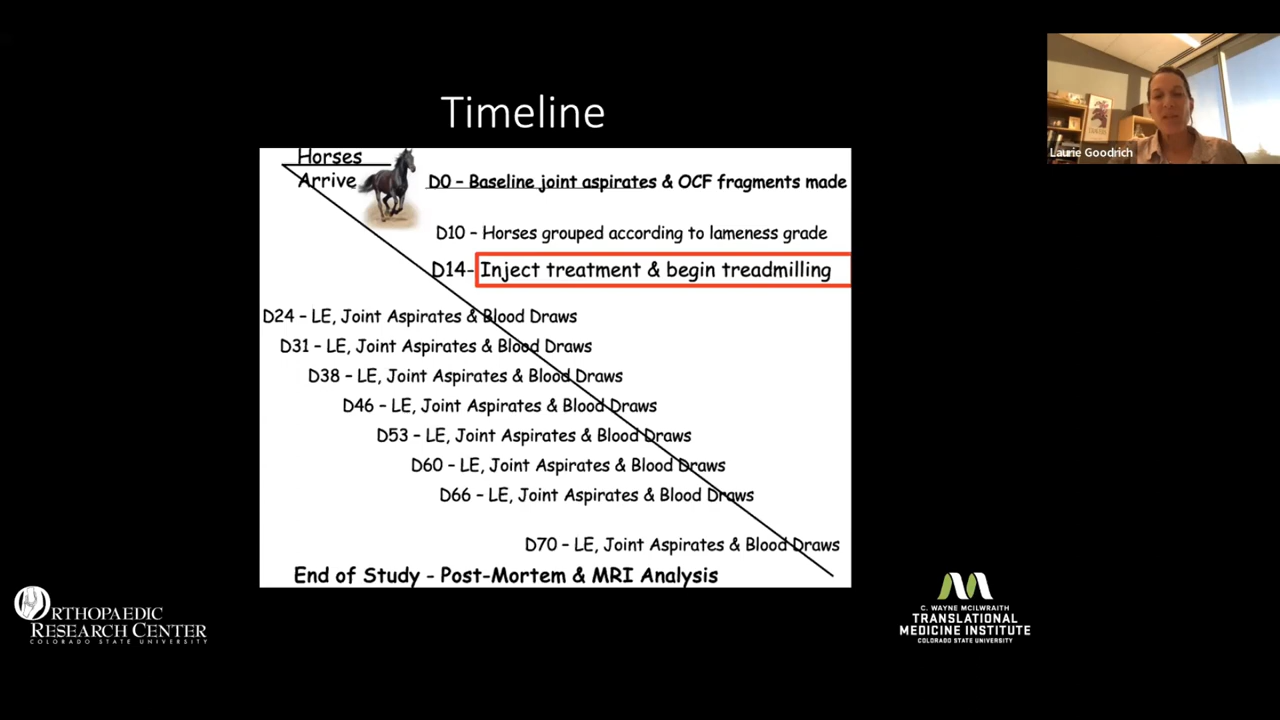 Timeline
Laurie Goodrich
Horses
Arrive
D0 – Baseline joint aspirates & OCF fragments made
D10 – Horses grouped according to lameness grade
D14- Inject treatment & begin treadmilling
D24 – LE, Joint Aspirates & Blood Draws
D31 – LE, Joint Aspirates & Blood Draws
D38 – LE, Joint Aspirates & Blood Draws
D46 – LE, Joint Aspirates & Blood Draws
D53 – LE, Joint Aspirates & Blood Draws
D60 – LE, Joint Aspirates & Blood Draws
D66 – LE, Joint Aspirates & Blood Draws
D70 – LE, Joint Aspirates & Blood Draws
End of Study - Post-Mortem & MRI Analysis
ORTHOPAEDIC
RESEARCH CENTER
COLORADO STATE UNIVERSITY
C. WAYNE MCILWRAITH
TRANSLATIONAL
MEDICINE INSTITUTE
COLORADO STATE UNIVERSITY